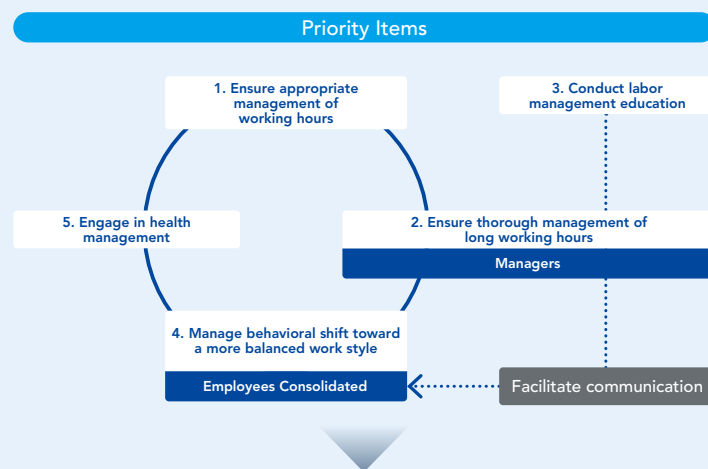 Priority Items
1. Ensure appropriate
management of
working hours
3. Conduct labor
management education
5. Engage in health
management
2. Ensure thorough management of
long working hours
Managers
4. Manage behavioral shift toward
a more balanced work style
Employees Consolidated
Facilitate communication